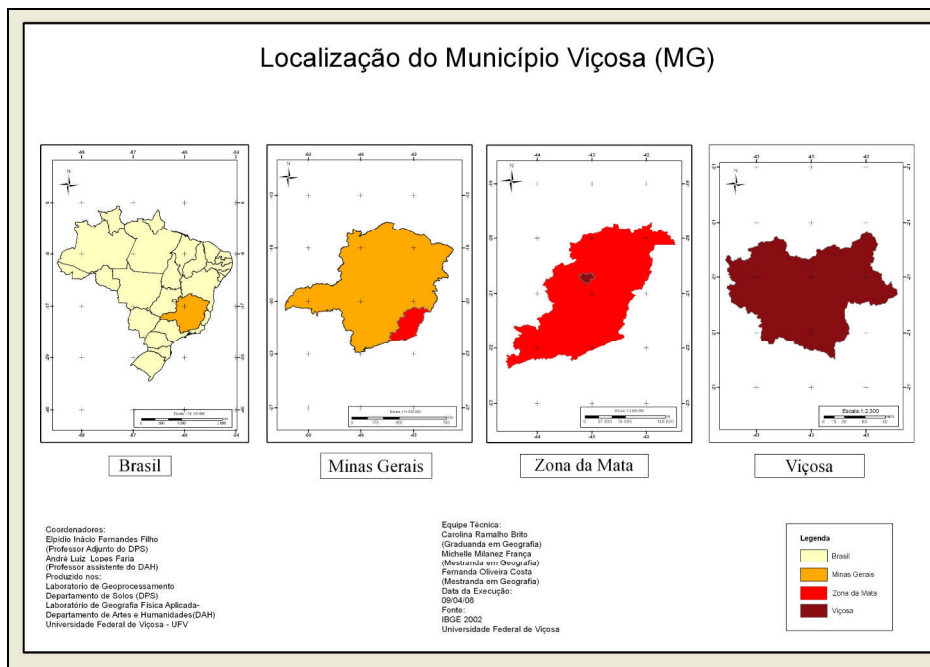 Localização do Município Viçosa (MG)
Brasil
Minas Gerais
Zona da Mata
Viçosa
Escala:1:2.300
Coordenadores:
Elpidio Inácio Fernandes Filho
(Professor Adjunto do DPS)
André Luiz Lopes Faria
(Professor assistente do DAH)
Produzido nos:
Laboratorio de Geoprocessamento
Departamento de Solos (DPS)
Laboratório de Geografia Física Aplicada-
Departamento de Artes e Humanidades(DAH)
Universidade Federal de Viçosa - UFV
Equipe Técnica:
Carolina Ramalho Brito
(Graduanda em Geografia)
Michelle Milanez França
(Mestranda em Geografia)
Fernanda Oliveira Costa
(Mestranda em Geografia)
Data da Execução:
09/04/08
Fonte:
IBGE 2002
Universidade Federal de Viçosa
Legenda
Brasil
Minas Gerais
Zona da Mata
Viçosa